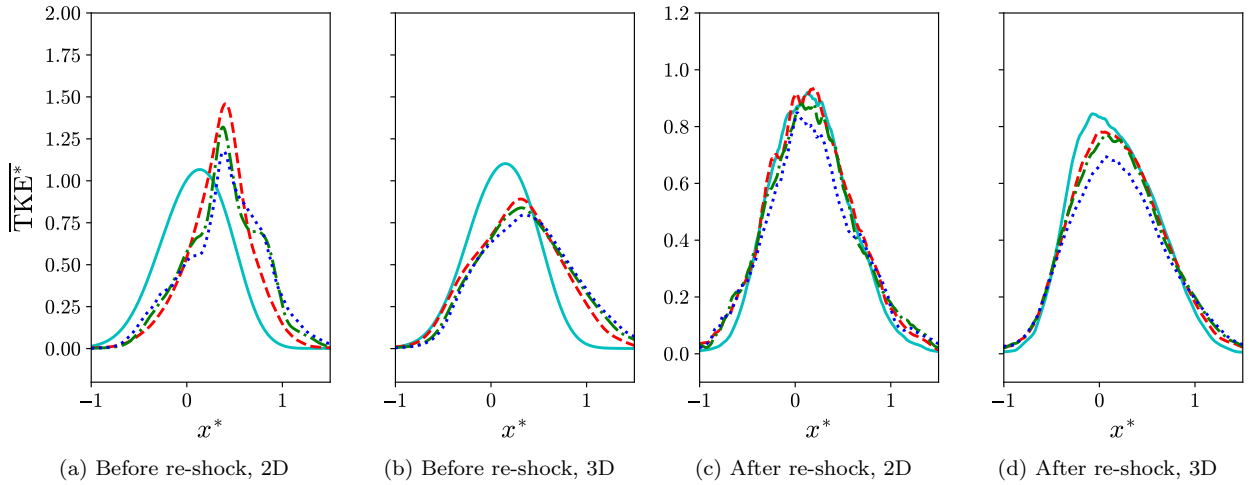 2.00
1.75
1.50
1.25
1.00
0.75
0.50
0.25
0.00
TKE*
−1 0 1
x*
(a) Before re-shock, 2D
−1 0 1
x*
(b) Before re-shock, 3D
1.2
1.0
0.8
0.6
0.4
0.2
0.0
−1 0 1
x*
(c) After re-shock, 2D
−1 0 1
x*
(d) After re-shock, 3D